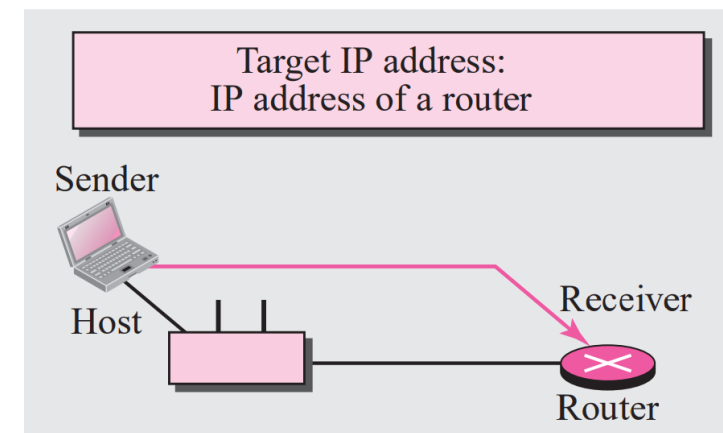 Target IP address:
IP address of a router
Sender
Host
Receiver
Router